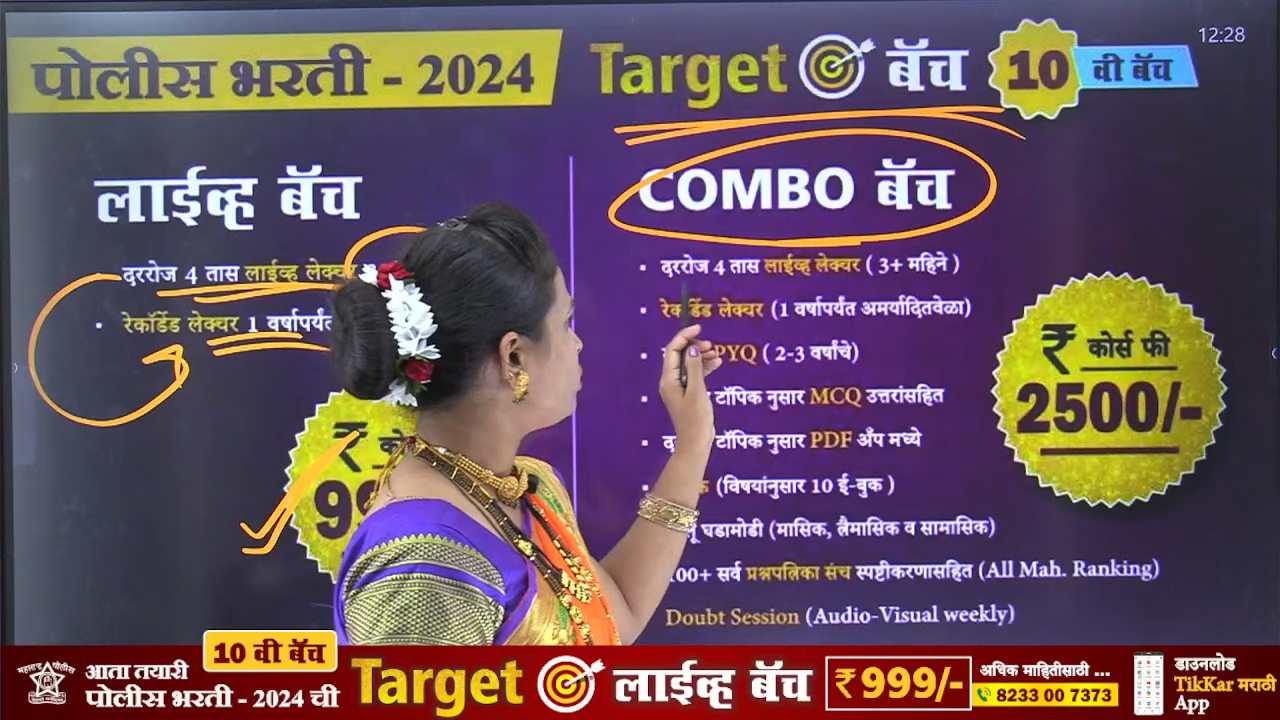 12:28
पोलीस भरती - 2024
Target बॅच
10 वी बॅच
लाईव्ह बॅच
दररोज 4 तास लाईव्ह लेक्चर
रेकॉर्डेड लेक्चर 1 वर्षापर्यंत
₹
COMBO बॅच
दररोज 4 तास लाईव्ह लेक्चर ( 3+ महिने )
रेकॉर्डेड लेक्चर (1 वर्षापर्यंत अमर्यादितवेळा)
PYQ ( 2-3 वर्षांचे)
टॉपिक नुसार MCQ उत्तरांसहित
टॉपिक नुसार PDF अँप मध्ये
(विषयांनुसार 10 ई-बुक )
घडामोडी (मासिक, त्रैमासिक व सामासिक)
सर्व प्रश्नपत्रिका संच स्पष्टीकरणासहित (All Mah. Ranking)
Doubt Session (Audio-Visual weekly)
₹ कोर्स फी
2500/-
महाराष्ट्र पोलीस
10 वी बॅच
आता तयारी
पोलीस भरती - 2024 ची
Target लाईव्ह बॅच
₹ 999/-
अधिक माहितीसाठी ...
8233 00 7373
डाउनलोड
TikKar मराठी
App